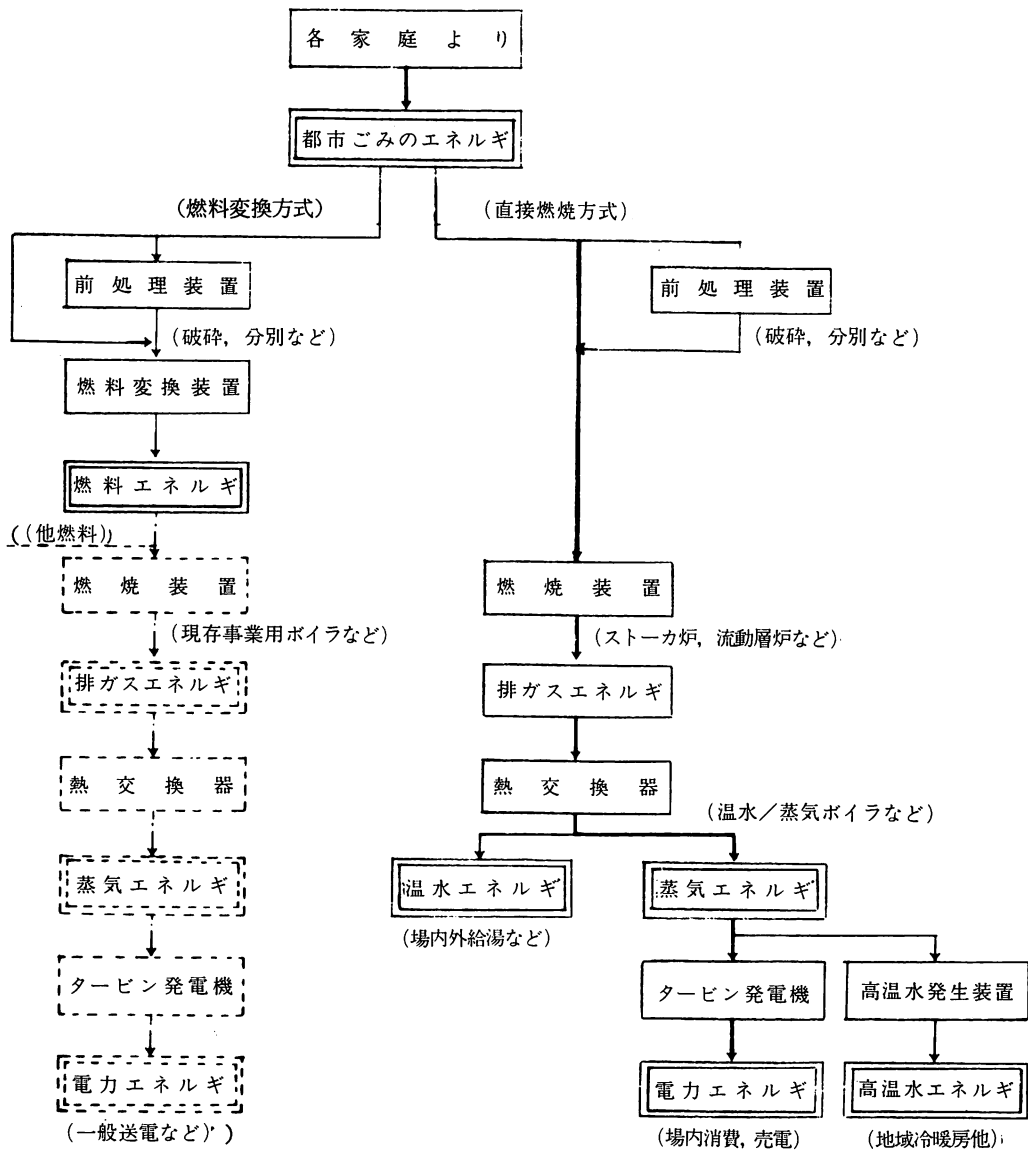 各家庭より
都市ごみのエネルギ
(燃料変換方式)
(直接燃焼方式)
前処理装置
(破砕，分別など)
燃料変換装置
燃料エネルギ
((他燃料))
燃焼装置
(現存事業用ボイラなど)
排ガスエネルギ
熱交換器
蒸気エネルギ
タービン発電機
電力エネルギ
(一般送電など) )
前処理装置
(破砕，分別など)
燃焼装置
(ストーカ炉，流動層炉など)
排ガスエネルギ
熱交換器
(温水／蒸気ボイラなど)
温水エネルギ
(場内外給湯など)
蒸気エネルギ
タービン発電機
高温水発生装置
電力エネルギ
高温水エネルギ
(場内消費，売電)
(地域冷暖房他)